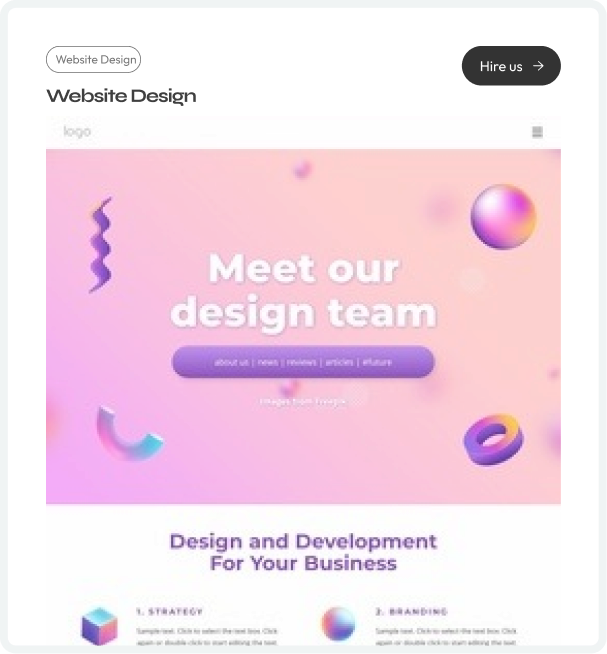 Website Design
Hire us →
Website Design
logo
Meet our
design team
about us | news | reviews | articles | #future
Images from Freepik
Design and Development
For Your Business
1. STRATEGY
2. BRANDING
Sample text. Click to select the text box. Click
again or double click to start editing the text.
Sample text. Click to select the text box. Click
again or double click to start editing the text.